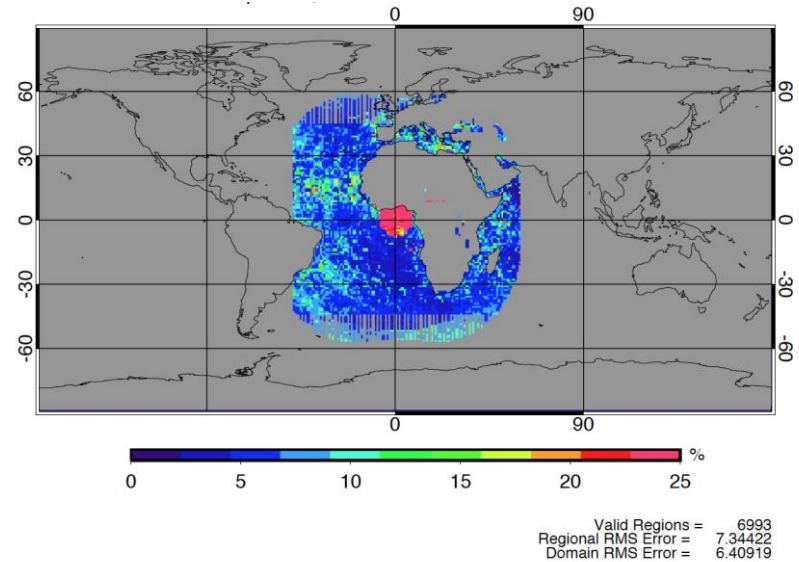 0 90
60 60
30 30
0 0
-30 -30
-60 -60
0 90
%
0 5 10 15 20 25
Valid Regions = 6993
Regional RMS Error = 7.34422
Domain RMS Error = 6.40919